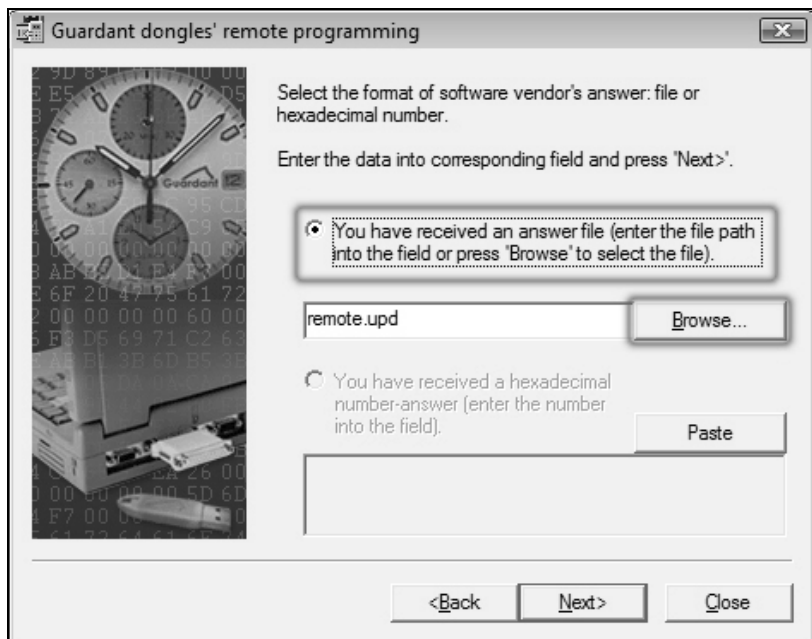 Guardant dongles' remote programming
Select the format of software vendor's answer: file or
hexadecimal number.
Enter the data into corresponding field and press 'Next>'.
You have received an answer file (enter the file path
into the field or press 'Browse' to select the file).
remote.upd
Browse...
You have received a hexadecimal
number-answer (enter the number
into the field).
Paste
<Back
Next>
Close
Guardant
12